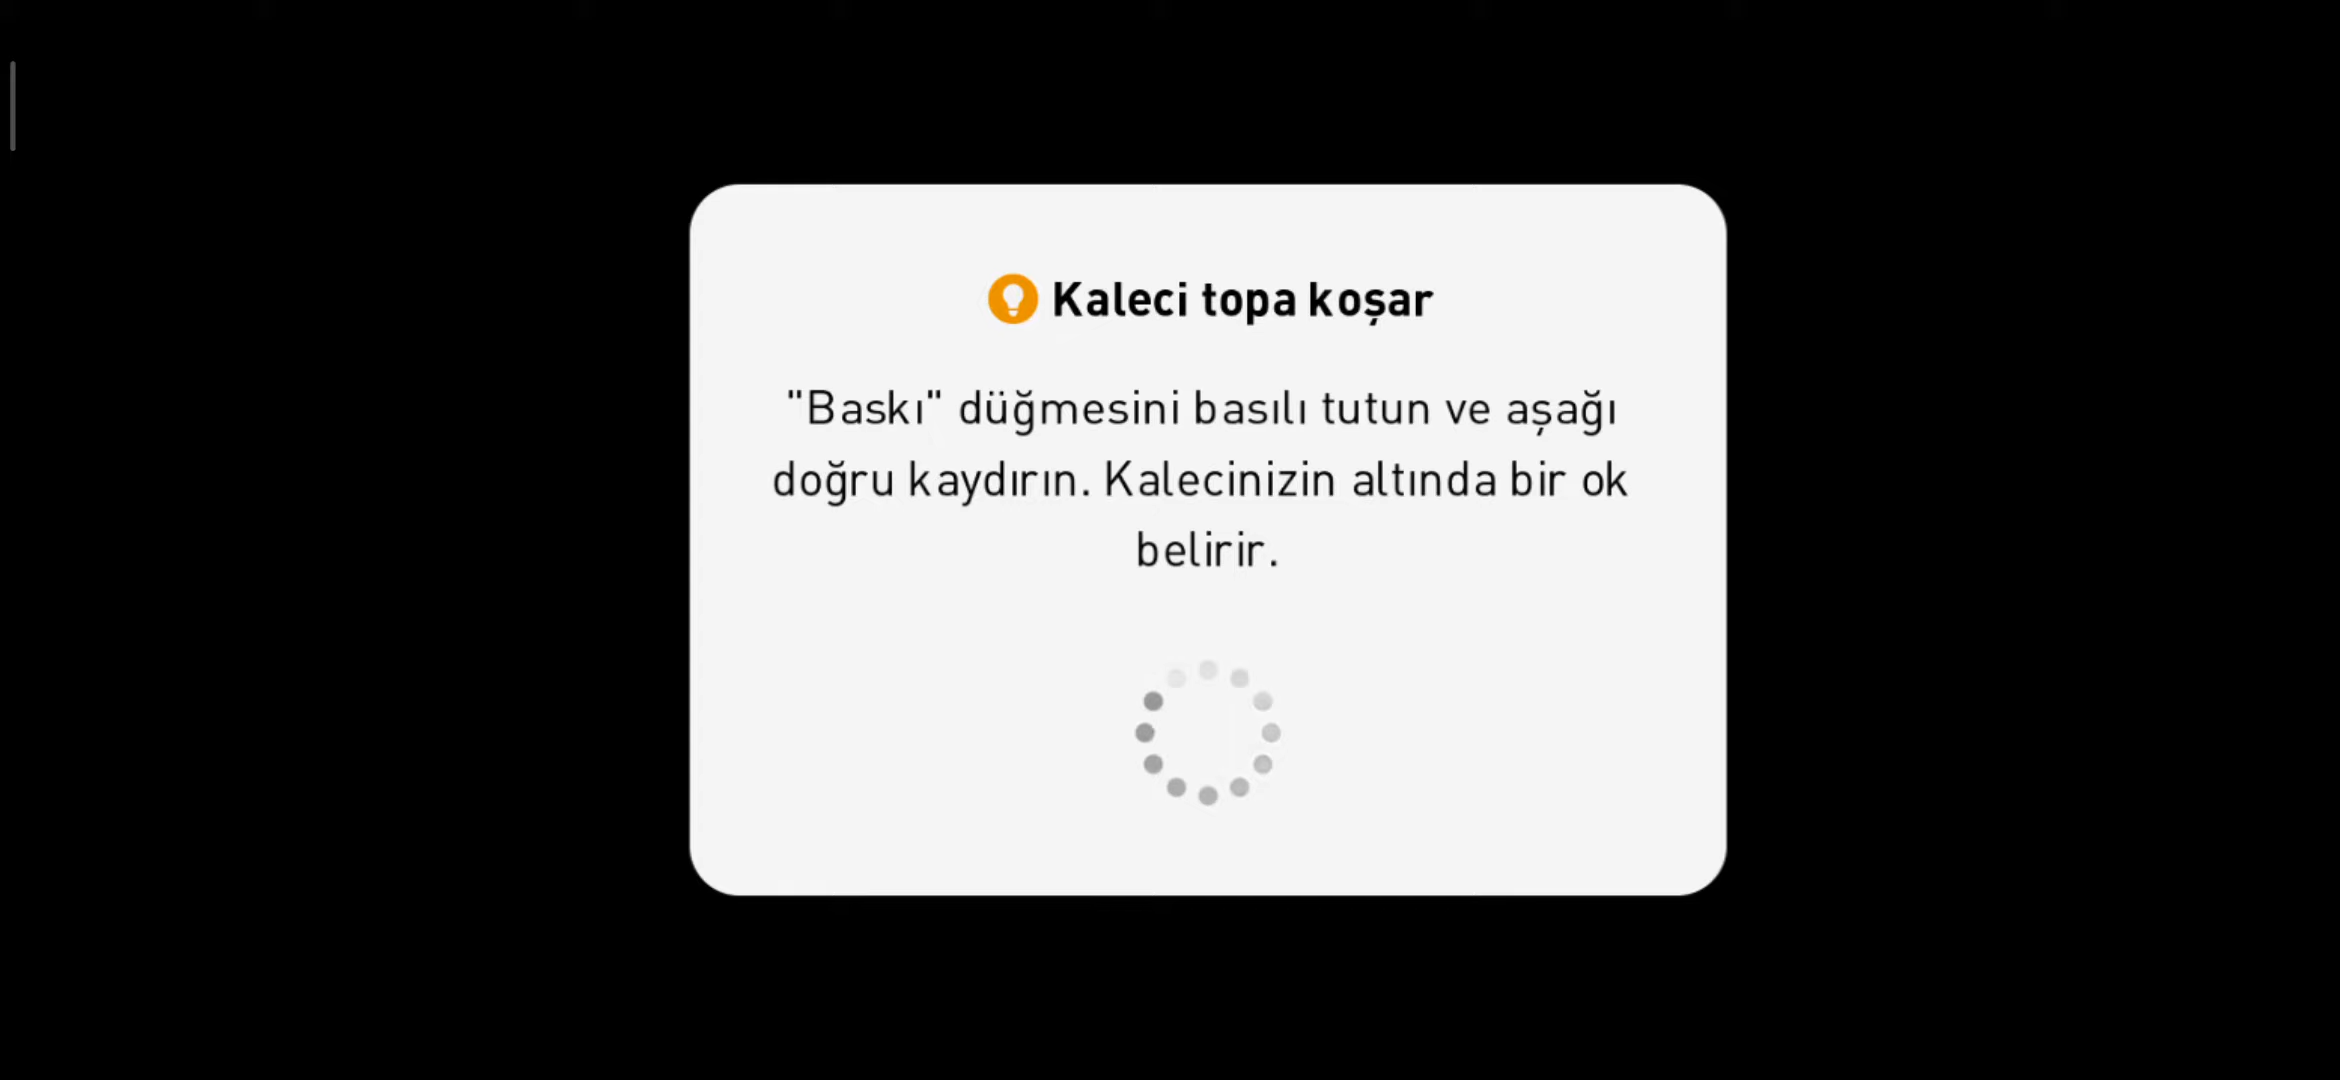 Kaleci topa koşar
"Baskı" düğmesini basılı tutun ve aşağı
doğru kaydırın. Kalecinizin altında bir ok
belirir.